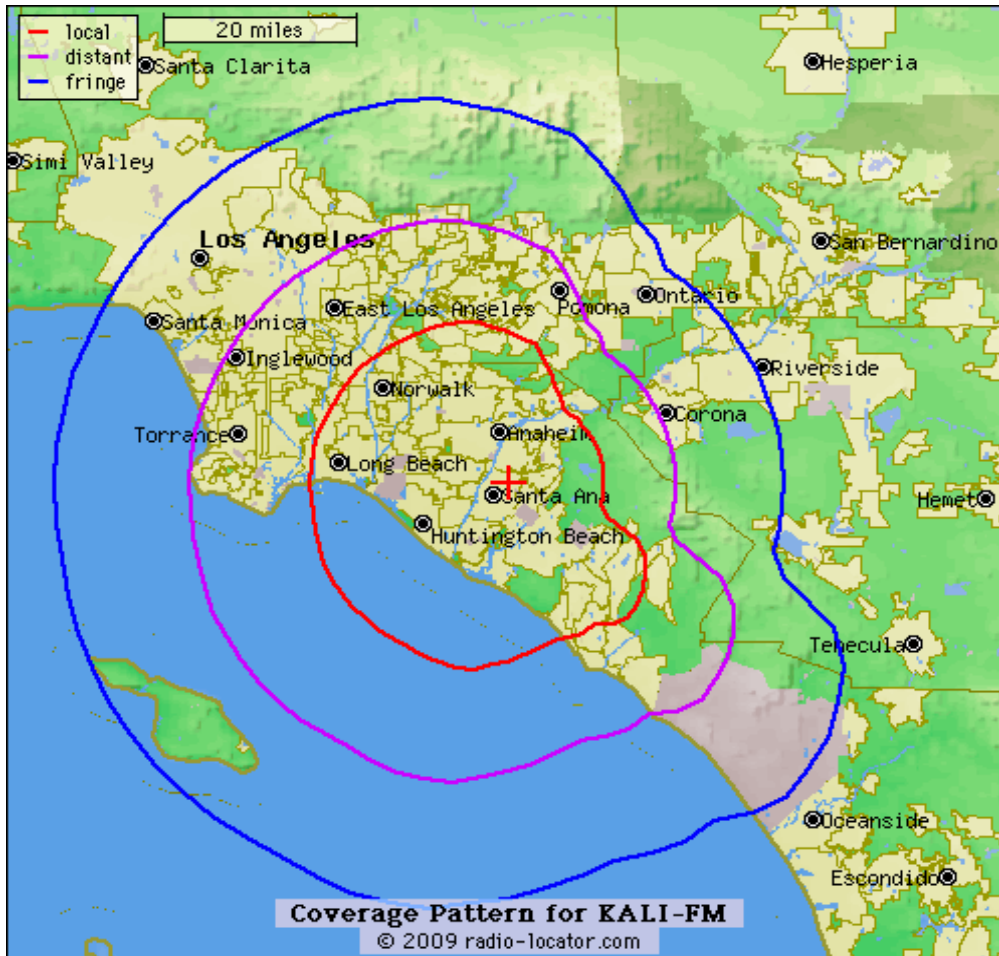 local
distant
fringe
20 miles
Santa Clarita
Hesperia
Simi Valley
Los Angeles
San Bernardino
Pomona
Ontario
East Los Angeles
Santa Monica
Inglewood
Riverside
Norwalk
Corona
Torrance
Anaheim
Long Beach
Santa Ana
Hemet
Huntington Beach
Temecula
Oceanside
Escondido
Coverage Pattern for KALI-FM
© 2009 radio-locator.com